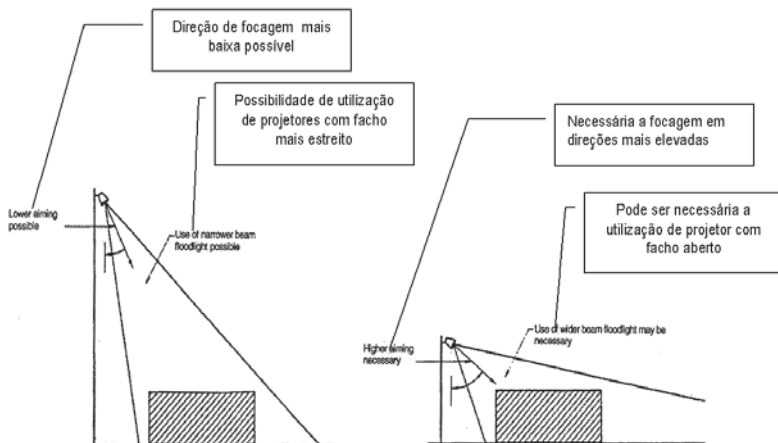 Direção de focagem mais
baixa possível
Possibilidade de utilização
de projetores com facho
mais estreito
Lower aiming
possible
Use of narrower beam
floodlight possible
Necessária a focagem em
direções mais elevadas
Pode ser necessária a
utilização de projetor com
facho aberto
Higher aiming
necessary
Use of wider beam floodlight may be
necessary